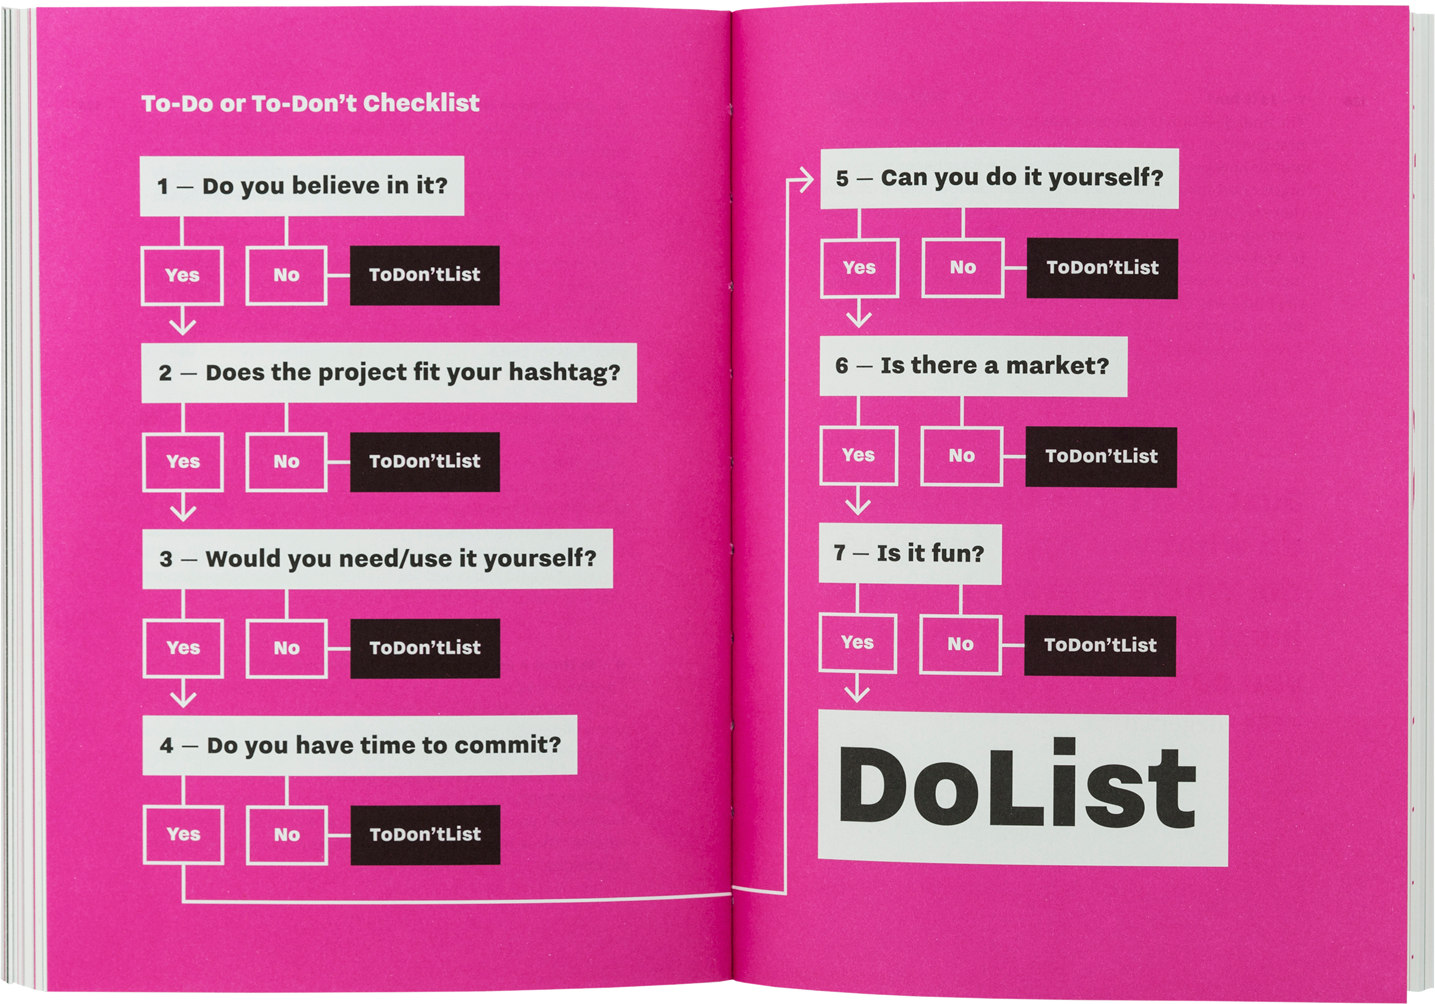 To-Do or To-Don't Checklist
1 — Do you believe in it?
Yes
No
ToDon'tList
2 — Does the project fit your hashtag?
Yes
No
ToDon'tList
3 — Would you need/use it yourself?
Yes
No
ToDon'tList
4 — Do you have time to commit?
Yes
No
ToDon'tList
5 — Can you do it yourself?
Yes
No
ToDon'tList
6 — Is there a market?
Yes
No
ToDon'tList
7 — Is it fun?
Yes
No
ToDon'tList
DoList